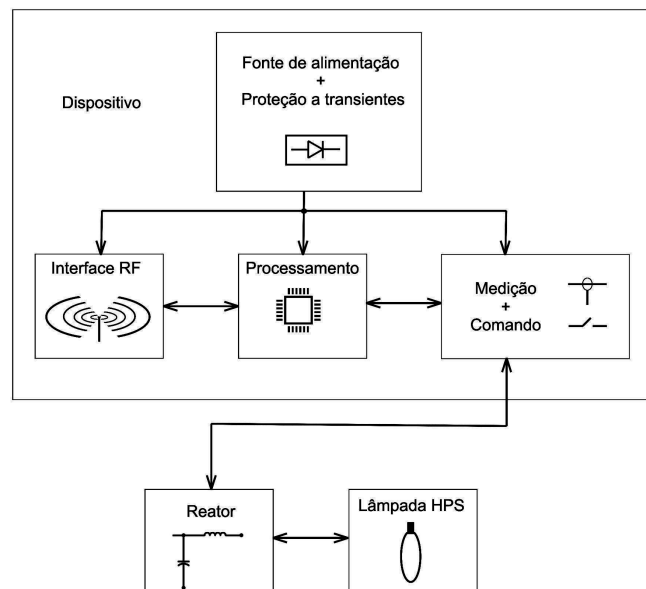 Fonte de alimentação
+
Proteção a transientes
Dispositivo
Interface RF
Processamento
Medição
+
Comando
Reator
Lâmpada HPS